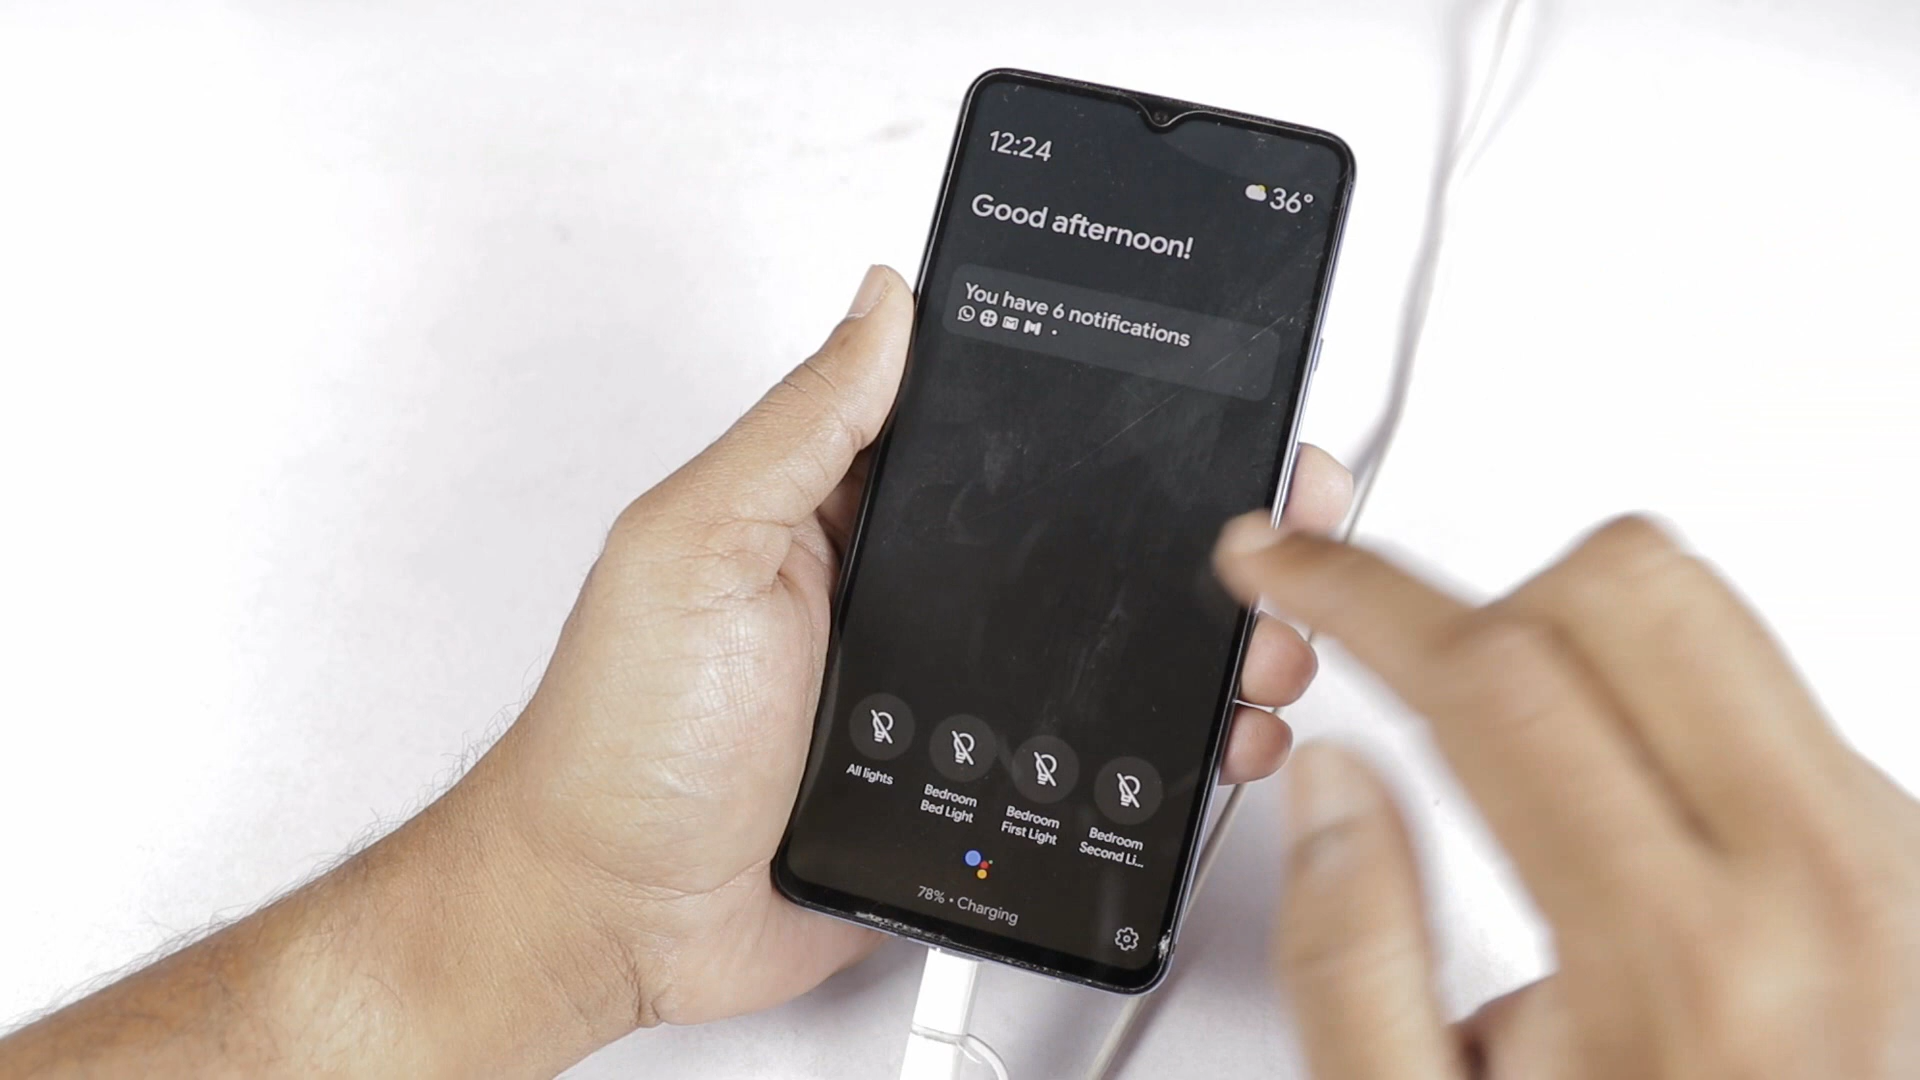 12:24
36°
Good afternoon!
You have 6 notifications
All lights
Bedroom
Bed Light
Bedroom
First Light
Bedroom
Second Li...
78% • Charging